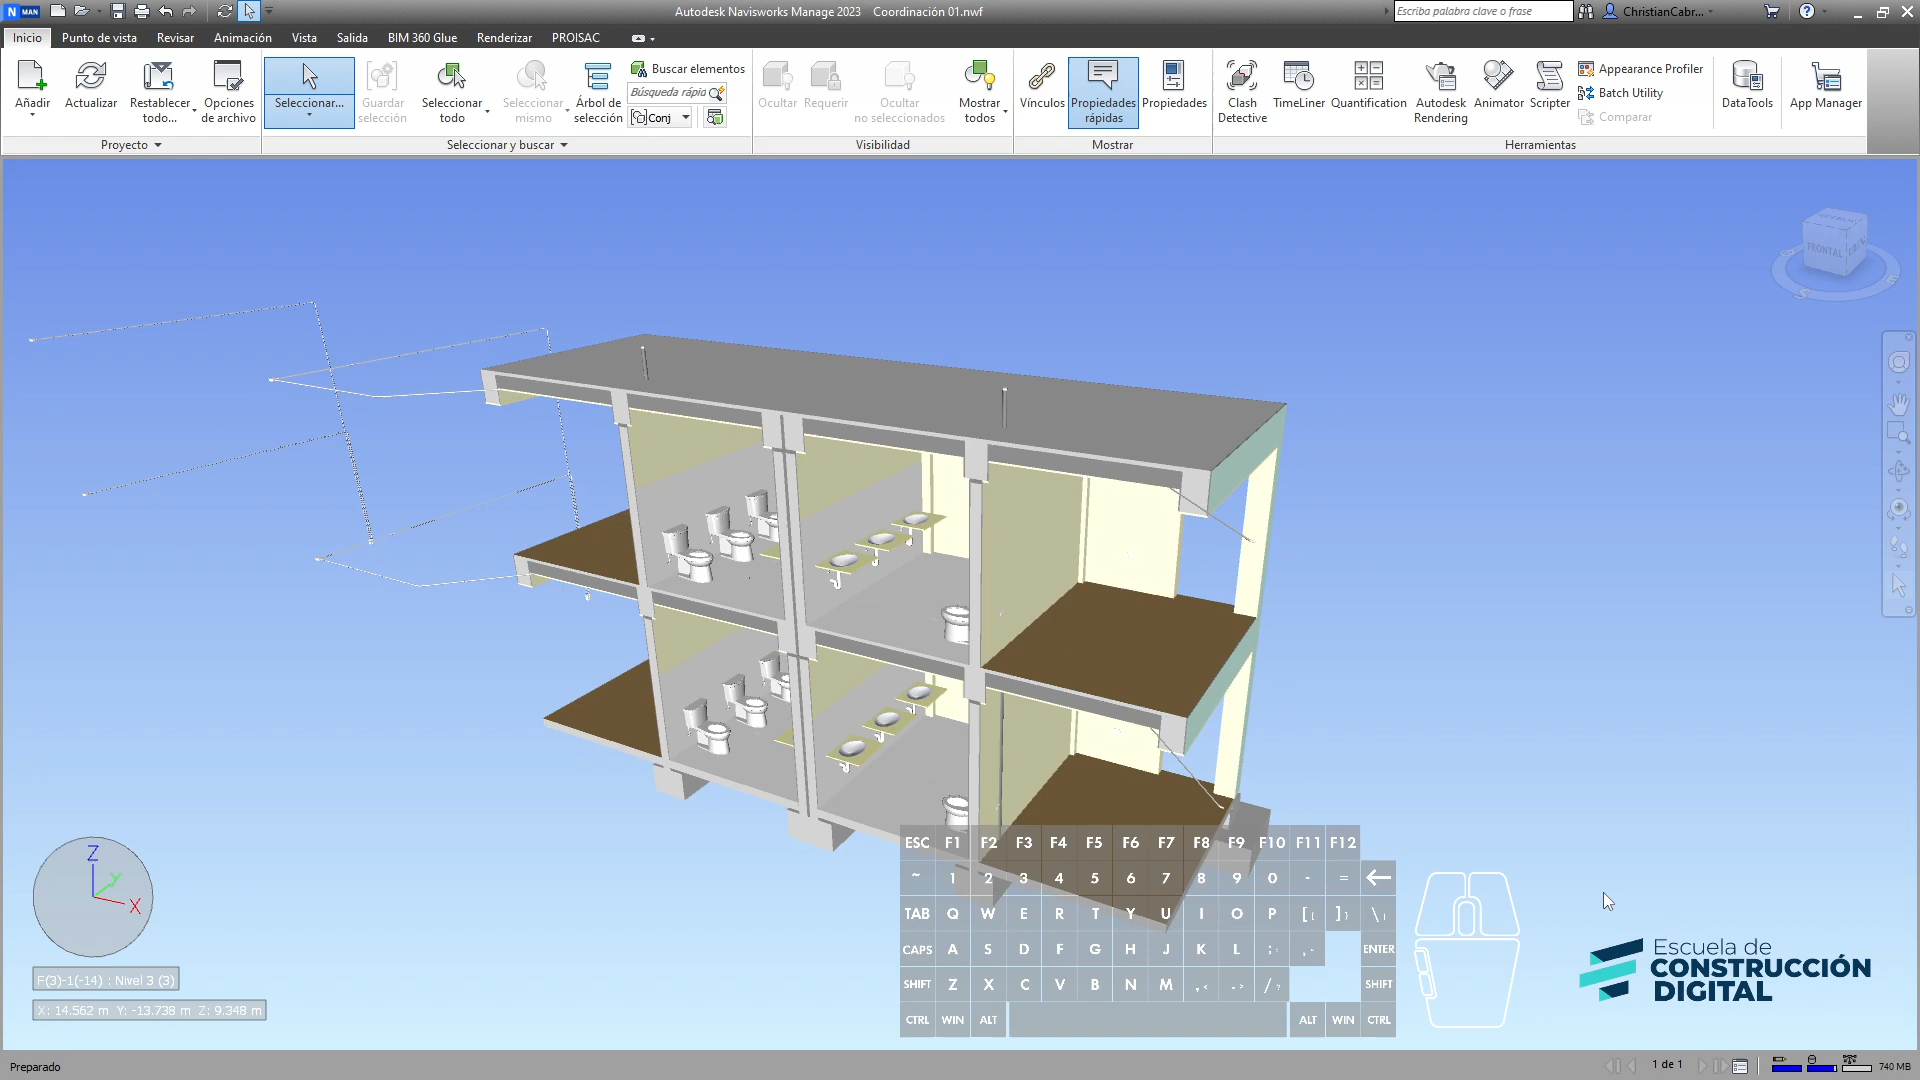 N MAN
Autodesk Navisworks Manage 2023 Coordinación 01.nwf
Escriba palabra clave o frase
ChristianCabr...
Inicio Punto de vista Revisar Animación Vista Salida BIM 360 Glue Renderizar PROISAC
Añadir
Actualizar
Restablecer todo...
Opciones de archivo
Seleccionar...
Guardar selección
Seleccionar todo
Seleccionar mismo
Árbol de selección
Buscar elementos
Búsqueda rápid
Conj
Ocultar
Requerir
Ocultar no seleccionados
Mostrar todos
Vínculos
Propiedades rápidas
Propiedades
Clash Detective
TimeLiner
Quantification
Autodesk Rendering
Animator
Scripter
Appearance Profiler
Batch Utility
Comparar
DataTools
App Manager
Proyecto
Seleccionar y buscar
Visibilidad
Mostrar
Herramientas
FRONTAL
Z
Y
X
F(3)-1(-14) : Nivel 3 (3)
X: 14.562 m Y: -13.738 m Z: 9.348 m
ESC F1 F2 F3 F4 F5 F6 F7 F8 F9 F10 F11 F12
~ 1 2 3 4 5 6 7 8 9 0 - =
TAB Q W E R T Y U I O P [{ ]} \|
CAPS A S D F G H J K L ENTER
SHIFT Z X C V B N M ,< .> /? SHIFT
CTRL WIN ALT ALT WIN CTRL
Escuela de
CONSTRUCCIÓN
DIGITAL
Preparado
1 de 1
740 MB